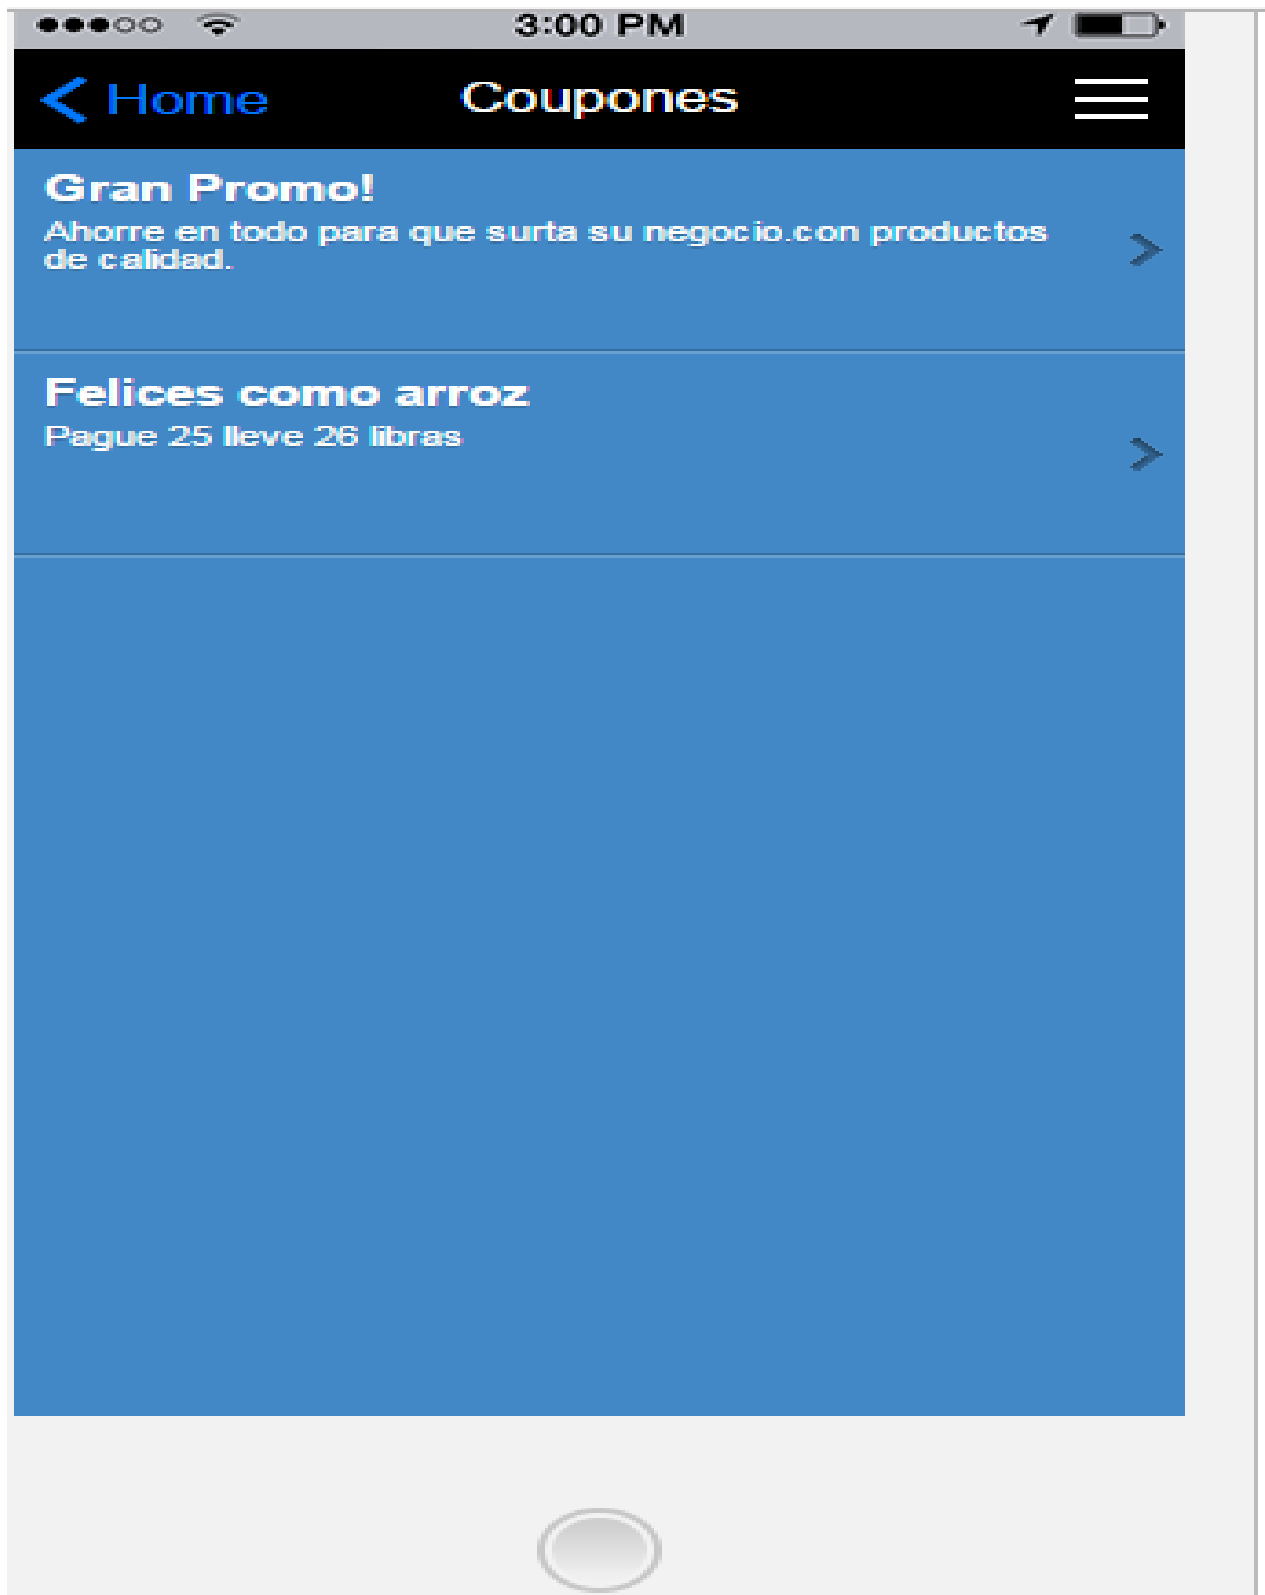 3:00 PM
Home
Coupones
Gran Promo!
Ahorre en todo para que surta su negocio.con productos
de calidad.
Felices como arroz
Pague 25 lleve 26 libras